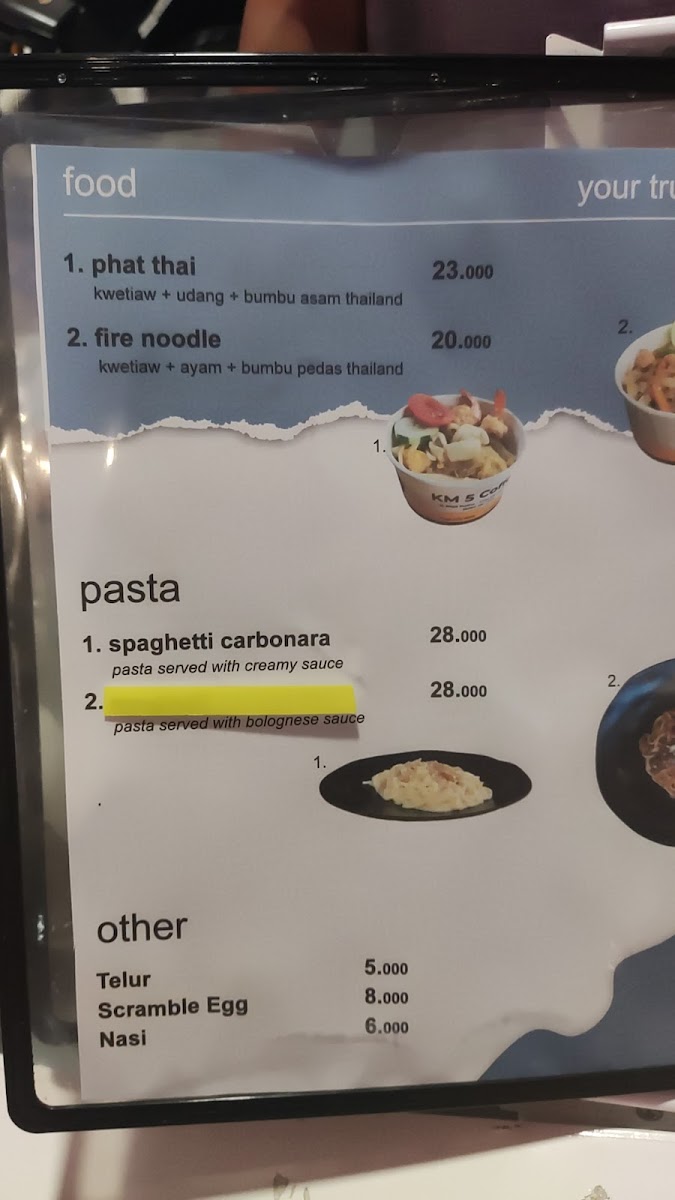 food
your tru
1. phat thai 23.000
kwetiaw + udang + bumbu asam thailand
2. fire noodle 20.000
kwetiaw + ayam + bumbu pedas thailand
2.
1.
KM 5 Coff
pasta
1. spaghetti carbonara 28.000
pasta served with creamy sauce
2. 28.000
pasta served with bolognese sauce
2.
1.
other
Telur 5.000
Scramble Egg 8.000
Nasi 6.000